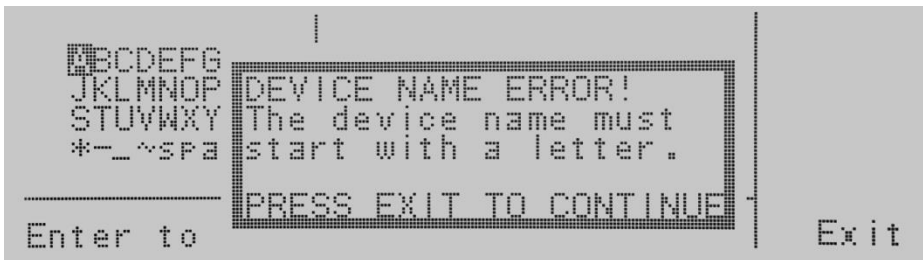 ABCDEFG
JKLMNOP
STUVWXY
*-_~spa
DEVICE NAME ERROR!
The device name must
start with a letter.
PRESS EXIT TO CONTINUE
Enter to
Exit